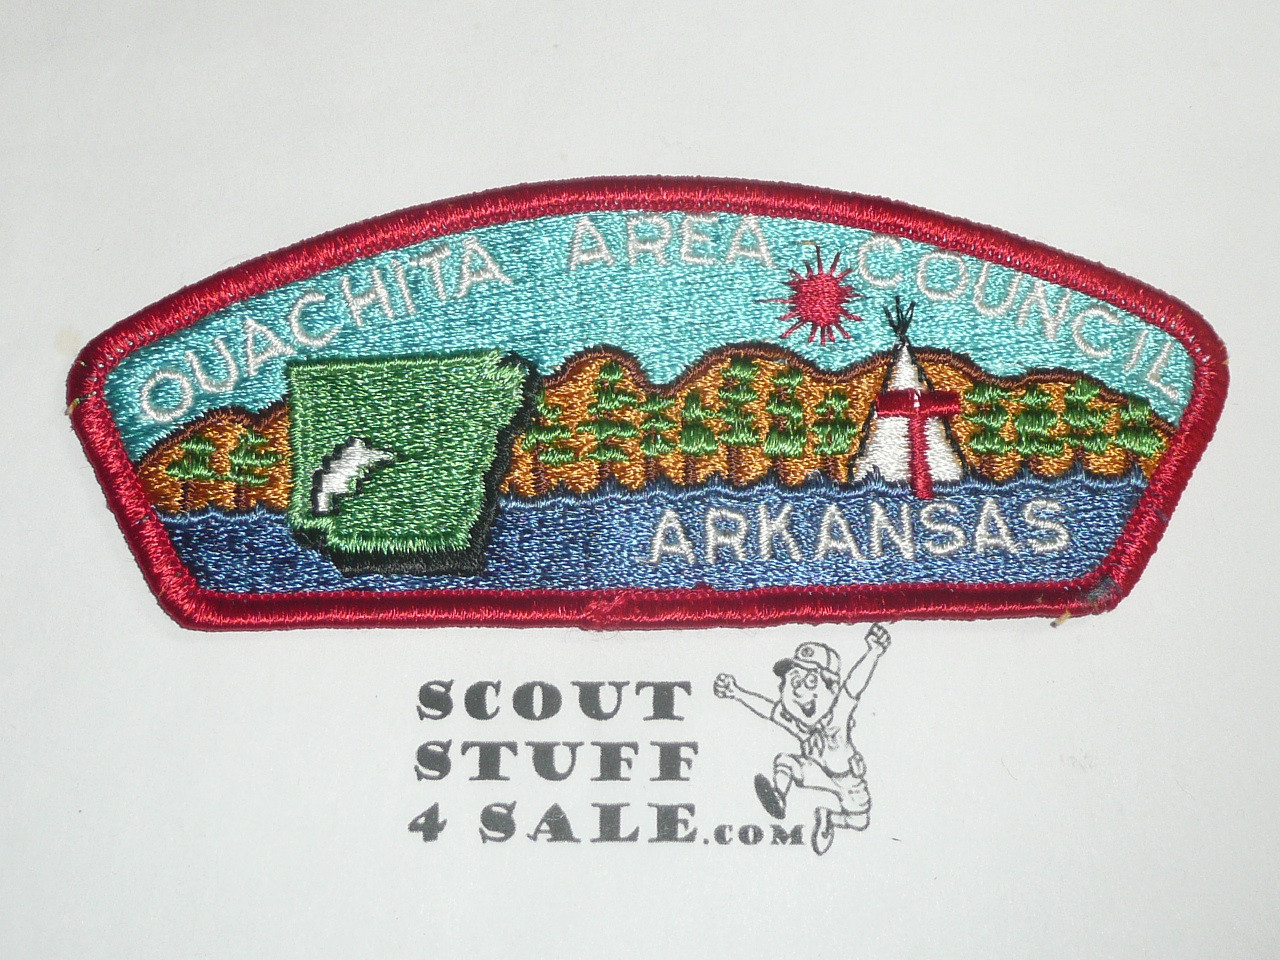 OUACHITA AREA COUNCIL
ARKANSAS
SCOUT
STUFF
4 SALE.COM